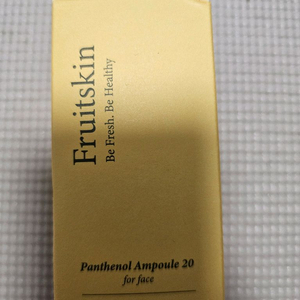 Fruitskin
Be Fresh. Be Healthy
Panthenol Ampoule 20
for face